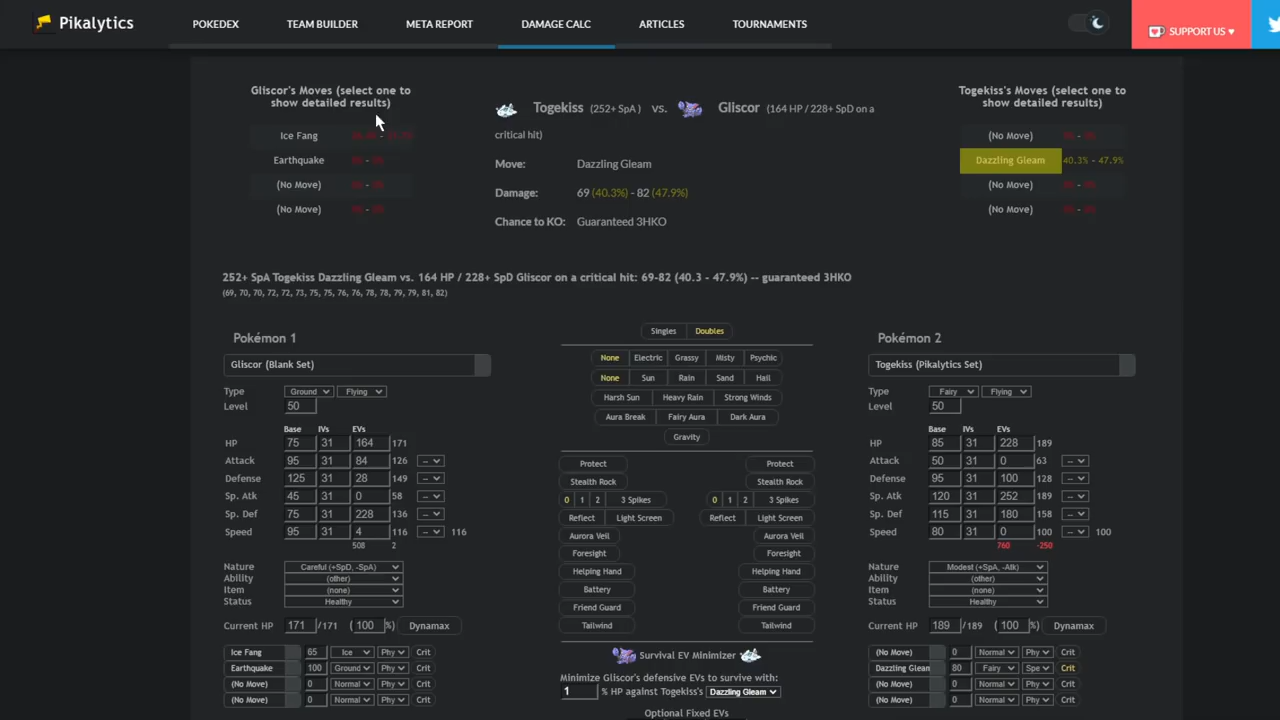 Pikalytics
POKEDEX
TEAM BUILDER
META REPORT
DAMAGE CALC
ARTICLES
TOURNAMENTS
SUPPORT US ▾
Gliscor's Moves (select one to
show detailed results)
Ice Fang
Earthquake
(No Move)
(No Move)
Togekiss (252+ SpA ) vs. Gliscor (164 HP / 228+ SpD on a
critical hit)
Move: Dazzling Gleam
Damage: 69 (40.3%) - 82 (47.9%)
Chance to KO: Guaranteed 3HKO
Togekiss's Moves (select one to
show detailed results)
(No Move)
Dazzling Gleam 40.3% - 47.9%
(No Move)
(No Move)
252+ SpA Togekiss Dazzling Gleam vs. 164 HP / 228+ SpD Gliscor on a critical hit: 69-82 (40.3 - 47.9%) -- guaranteed 3HKO
(69, 70, 70, 72, 72, 73, 75, 75, 76, 76, 78, 78, 79, 79, 81, 82)
Pokémon 1
Gliscor (Blank Set)
Type Ground Flying
Level 50
Base IVs EVs
HP 75 31 164 171
Attack 95 31 84 126 --
Defense 125 31 28 149 --
Sp. Atk 45 31 0 58 --
Sp. Def 75 31 228 136 --
Speed 95 31 4 116 -- 116
508 2
Nature Careful (+SpD, -SpA)
Ability (other)
Item (none)
Status Healthy
Current HP 171 /171 ( 100 %) Dynamax
Ice Fang 65 Ice Phy Crit
Earthquake 100 Ground Phy Crit
(No Move) 0 Normal Phy Crit
(No Move) 0 Normal Phy Crit
Singles Doubles
None Electric Grassy Misty Psychic
None Sun Rain Sand Hail
Harsh Sun Heavy Rain Strong Winds
Aura Break Fairy Aura Dark Aura
Gravity
Protect Protect
Stealth Rock Stealth Rock
0 1 2 3 Spikes 0 1 2 3 Spikes
Reflect Light Screen Reflect Light Screen
Aurora Veil Aurora Veil
Foresight Foresight
Helping Hand Helping Hand
Battery Battery
Friend Guard Friend Guard
Tailwind Tailwind
Survival EV Minimizer
Minimize Gliscor's defensive EVs to survive with:
1 % HP against Togekiss's Dazzling Gleam
Optional Fixed EVs
Pokémon 2
Togekiss (Pikalytics Set)
Type Fairy Flying
Level 50
Base IVs EVs
HP 85 31 228 189
Attack 50 31 0 63 --
Defense 95 31 100 128 --
Sp. Atk 120 31 252 189 --
Sp. Def 115 31 180 158 --
Speed 80 31 0 100 -- 100
760 -250
Nature Modest (+SpA, -Atk)
Ability (other)
Item (none)
Status Healthy
Current HP 189 /189 ( 100 %) Dynamax
(No Move) 0 Normal Phy Crit
Dazzling Gleam 80 Fairy Spe Crit
(No Move) 0 Normal Phy Crit
(No Move) 0 Normal Phy Crit